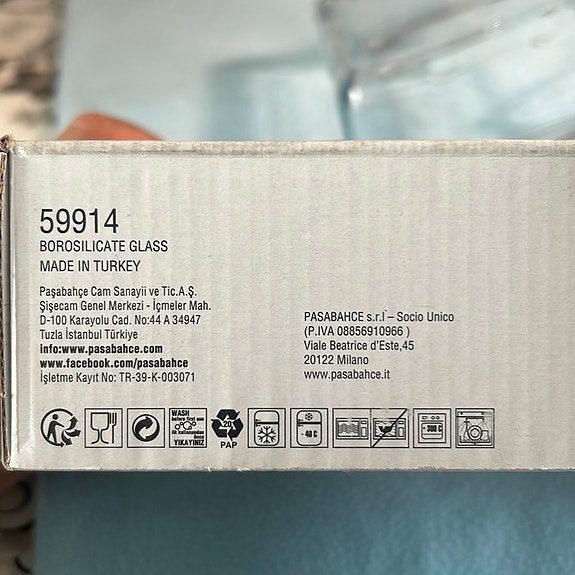 59914
BOROSILICATE GLASS
MADE IN TURKEY
Paşabahçe Cam Sanayii ve Tic.A.Ş.
Şişecam Genel Merkezi - İçmeler Mah.
D-100 Karayolu Cad. No:44 A 34947
Tuzla İstanbul Türkiye
info:www.pasabahce.com
www.facebook.com/pasabahce
İşletme Kayıt No: TR-39-K-003071
PASABAHCE s.r.l – Socio Unico
(P.IVA 08856910966 )
Viale Beatrice d'Este,45
20122 Milano
www.pasabahce.it
WASH
before first use
ilk kullanımdan
önce
YIKAYINIZ
20
PAP
- 40 C
300 C